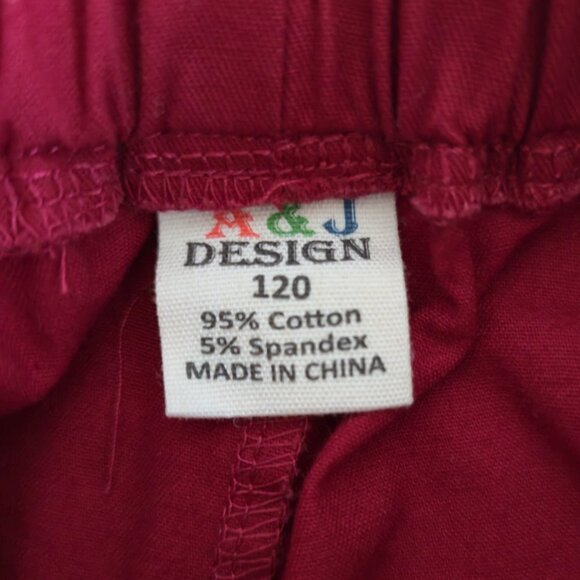 A & J
DESIGN
120
95% Cotton
5% Spandex
MADE IN CHINA